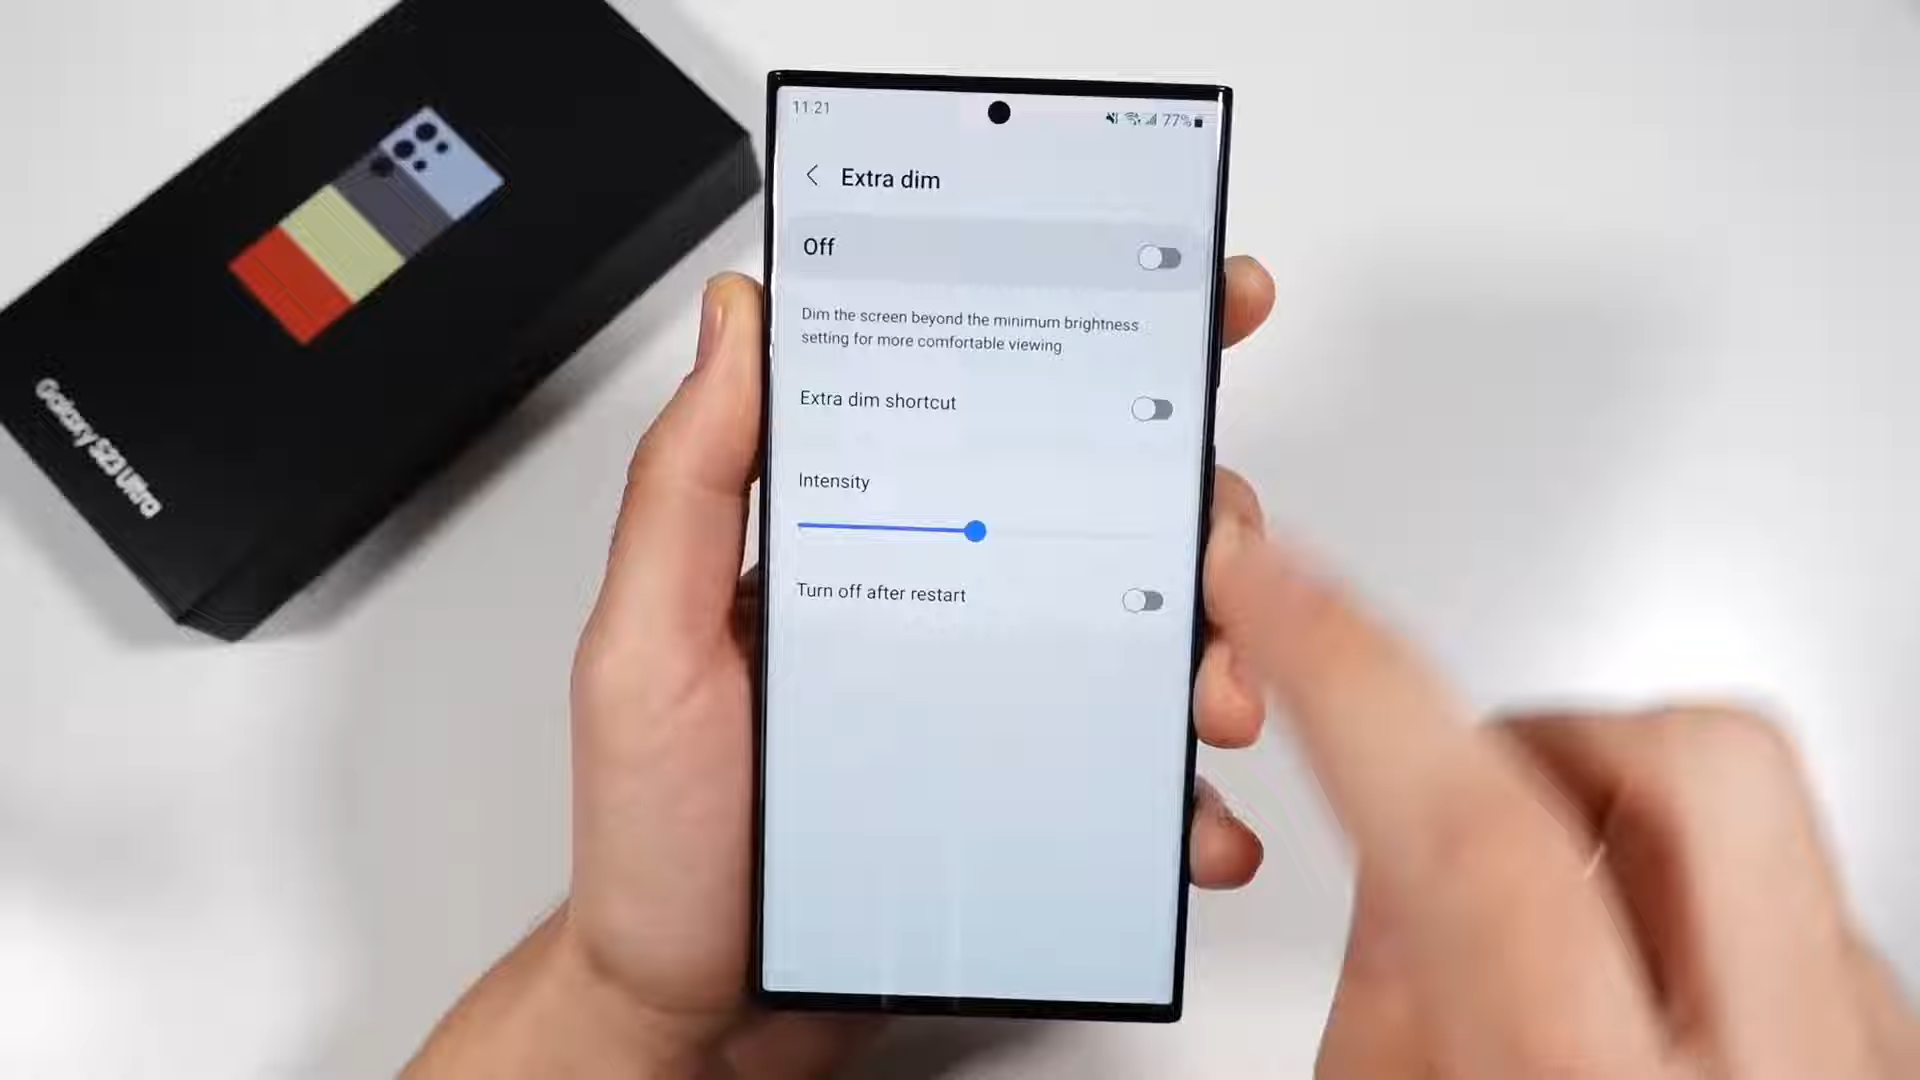 11.21
77%
Extra dim
Off
Dim the screen beyond the minimum brightness
setting for more comfortable viewing
Extra dim shortcut
Intensity
Turn off after restart
Galaxy S23 Ultra